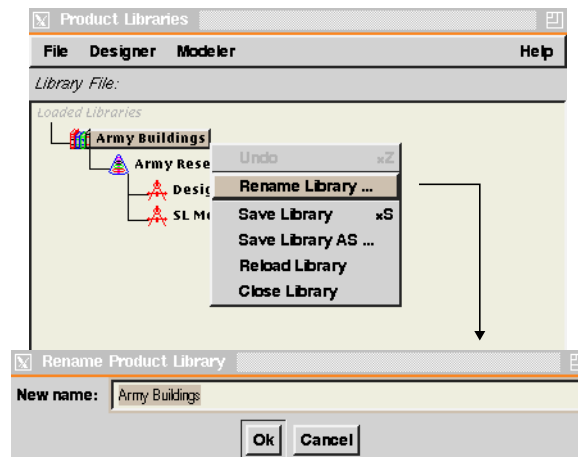 Product Libraries
File Designer Modeler Help
Library File:
Loaded Libraries
Army Buildings
Army Rese
Desig
SL M
Undo xZ
Rename Library ...
Save Library xS
Save Library AS ...
Reload Library
Close Library
Rename Product Library
New name: Army Buildings
Ok Cancel